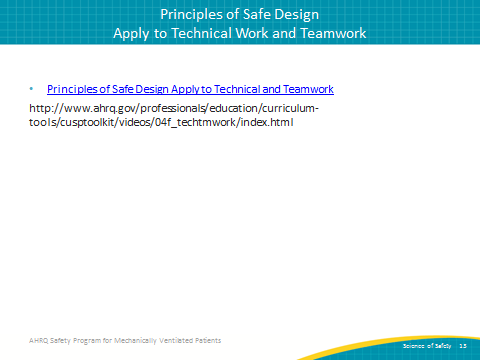 Principles of Safe Design
Apply to Technical Work and Teamwork
• Principles of Safe Design Apply to Technical and Teamwork
http://www.ahrq.gov/professionals/education/curriculum-
tools/cusptoolkit/videos/04f_techtmwork/index.html
AHRQ Safety Program for Mechanically Ventilated Patients
Science of Safety 13